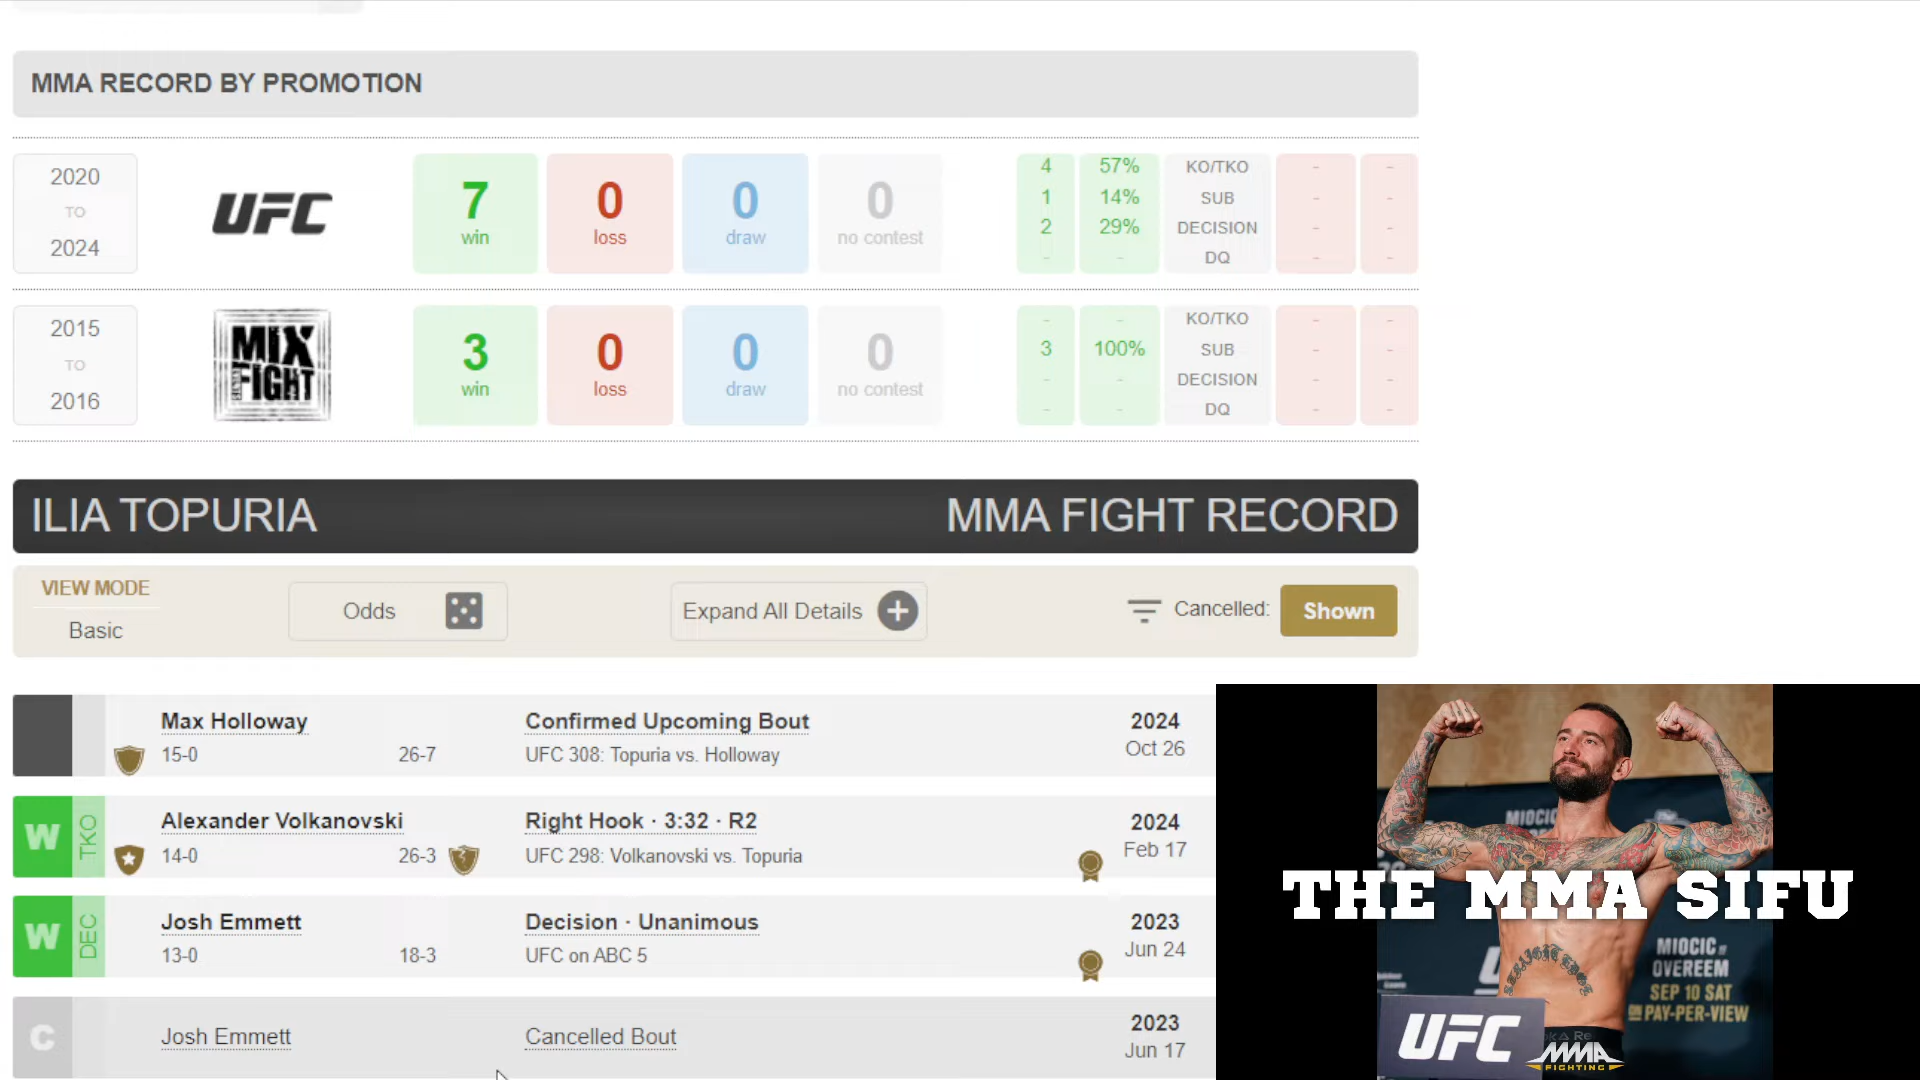 MMA RECORD BY PROMOTION
2020
TO
2024
UFC
7
win
0
loss
0
draw
0
no contest
4 57% KO/TKO - -
1 14% SUB - -
2 29% DECISION - -
- - DQ - -
2015
TO
2016
MIX
FIGHT
3
win
0
loss
0
draw
0
no contest
- - KO/TKO - -
3 100% SUB - -
- - DECISION - -
- - DQ - -
ILIA TOPURIA MMA FIGHT RECORD
VIEW MODE
Basic
Odds
Expand All Details
Cancelled: Shown
Max Holloway Confirmed Upcoming Bout 2024
15-0 26-7 UFC 308: Topuria vs. Holloway Oct 26
W TKO Alexander Volkanovski Right Hook · 3:32 · R2 2024
14-0 26-3 UFC 298: Volkanovski vs. Topuria Feb 17
W DEC Josh Emmett Decision · Unanimous 2023
13-0 18-3 UFC on ABC 5 Jun 24
C Josh Emmett Cancelled Bout 2023
Jun 17
THE MMA SIFU
MIOCIC
STRAIGHT EDGE
MIOCIC
OVEREEM
SEP 10 SAT
ON PAY-PER-VIEW
UFC
MMA
FIGHTING